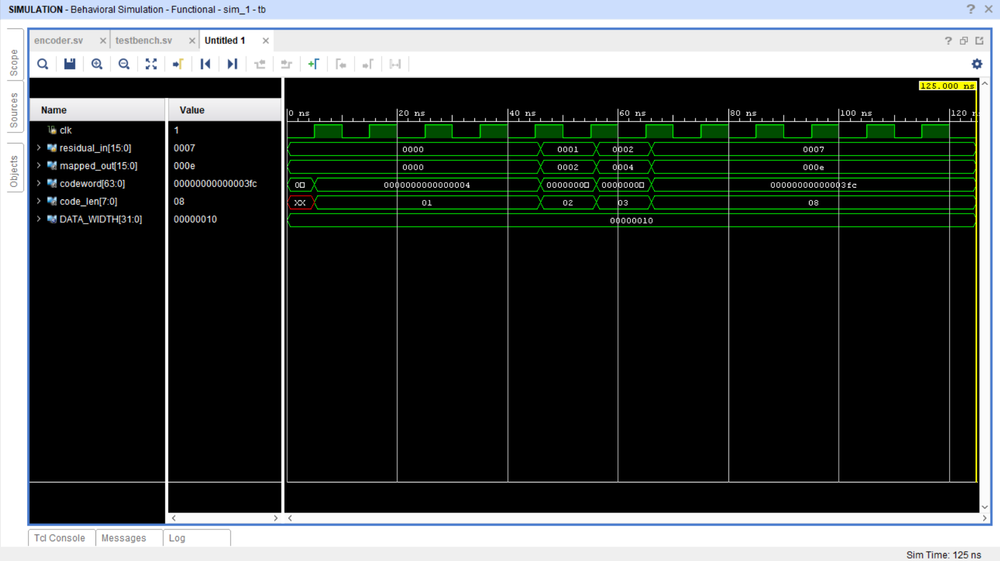 SIMULATION - Behavioral Simulation - Functional - sim_1 - tb
Scope
Sources
Objects
encoder.sv testbench.sv Untitled 1
125.000 ns
Name Value
0 ns 20 ns 40 ns 60 ns 80 ns 100 ns 120 n
clk 1
residual_in[15:0] 0007 0000 0001 0002 0007
mapped_out[15:0] 000e 0000 0002 0004 000e
codeword[63:0] 00000000000003fc 0 0000000000000004 0000000 0000000 00000000000003fc
code_len[7:0] 08 XX 01 02 03 08
DATA_WIDTH[31:0] 00000010 00000010
Tcl Console Messages Log
Sim Time: 125 ns